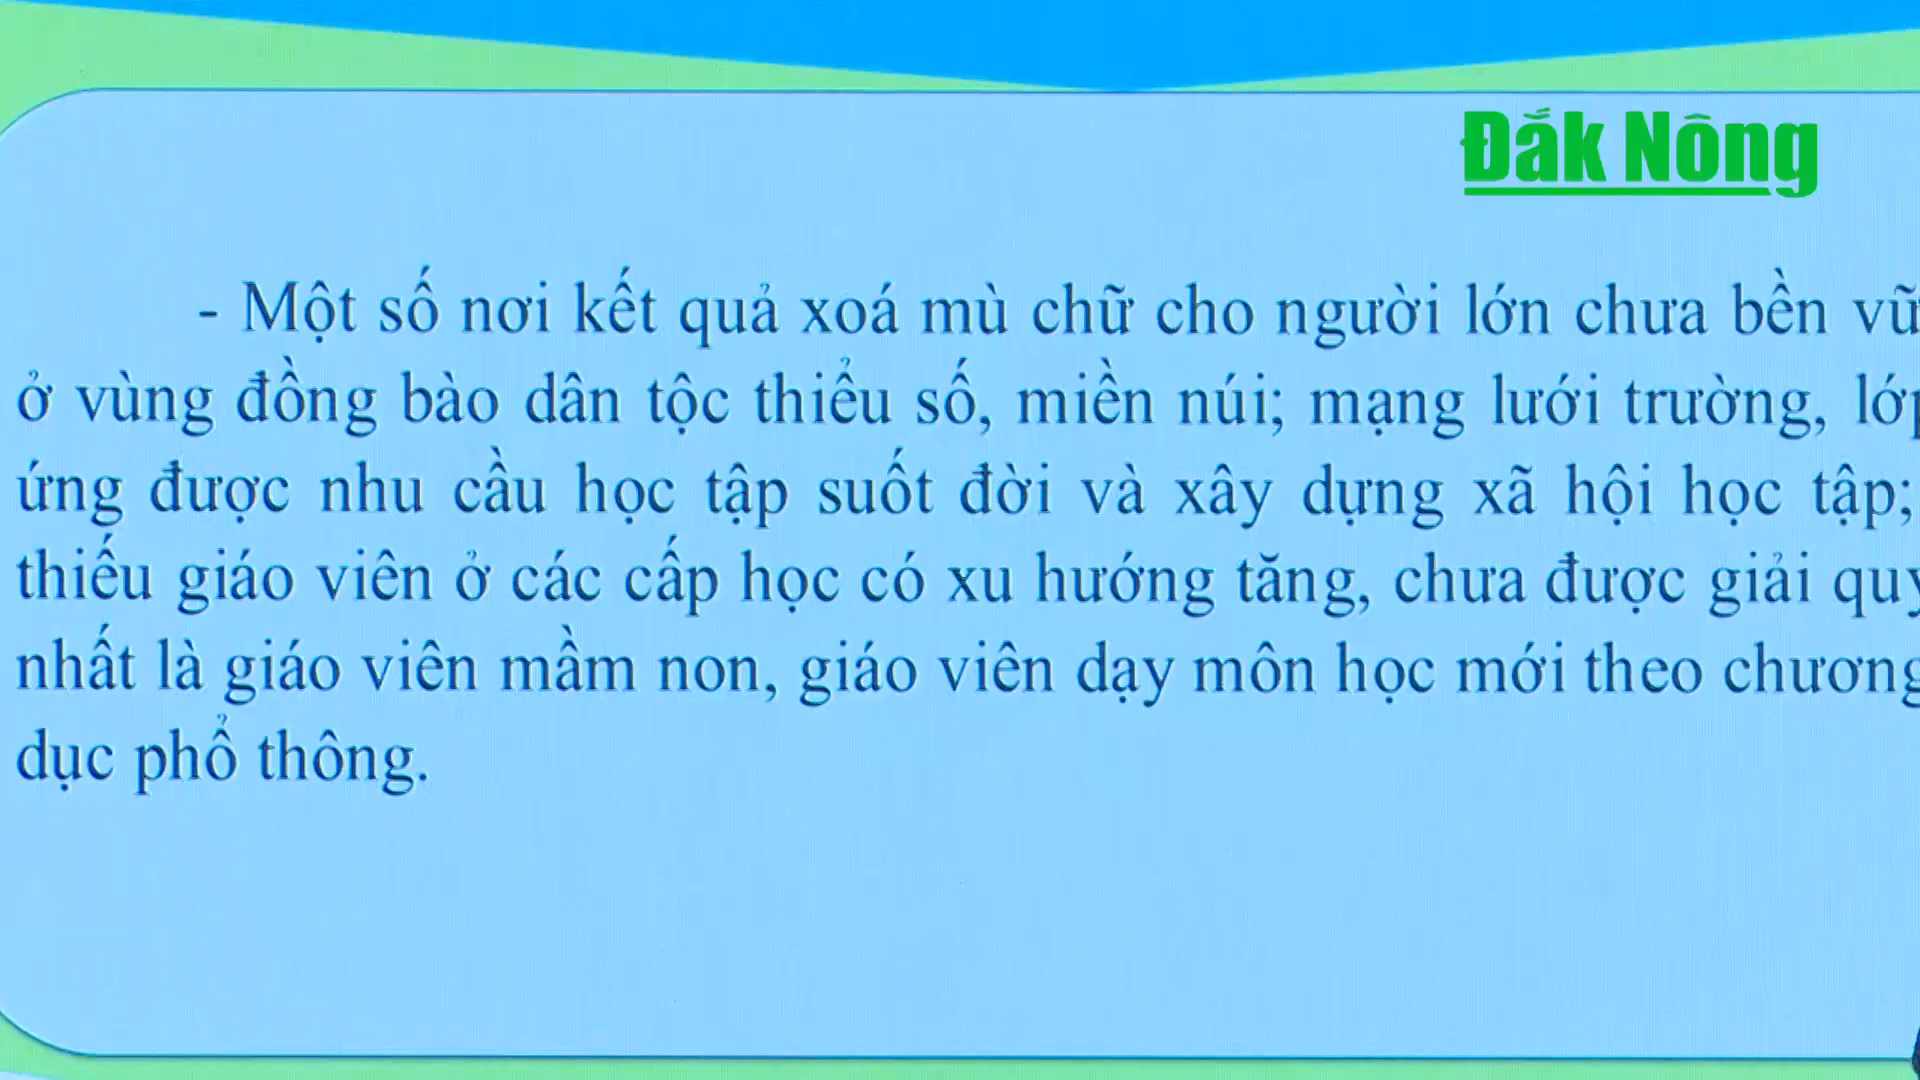 Đắk Nông
- Một số nơi kết quả xoá mù chữ cho người lớn chưa bền
ở vùng đồng bào dân tộc thiểu số, miền núi; mạng lưới trường,
ứng được nhu cầu học tập suốt đời và xây dựng xã hội học tập;
thiếu giáo viên ở các cấp học có xu hướng tăng, chưa được giải
nhất là giáo viên mầm non, giáo viên dạy môn học mới theo chương
dục phổ thông.